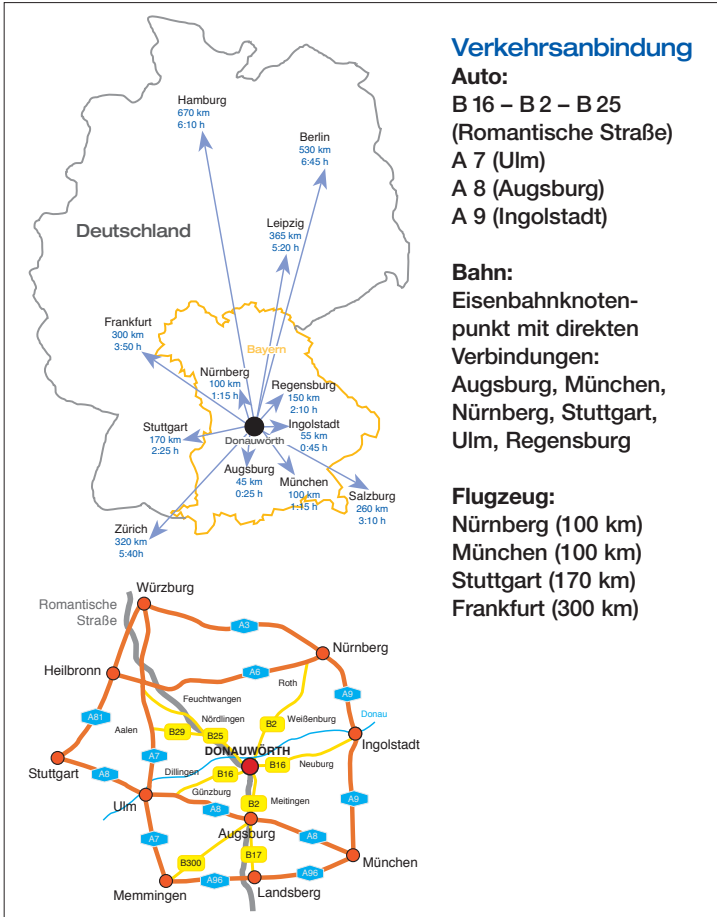 Verkehrsanbindung
Auto:
B 16 – B 2 – B 25
(Romantische Straße)
A 7 (Ulm)
A 8 (Augsburg)
A 9 (Ingolstadt)
Bahn:
Eisenbahnknoten-
punkt mit direkten
Verbindungen:
Augsburg, München,
Nürnberg, Stuttgart,
Ulm, Regensburg
Flugzeug:
Nürnberg (100 km)
München (100 km)
Stuttgart (170 km)
Frankfurt (300 km)
Hamburg
670 km
6:10 h
Berlin
530 km
6:45 h
Deutschland
Leipzig
365 km
5:20 h
Frankfurt
300 km
3:50 h
Bayern
Nürnberg
100 km
1:15 h
Regensburg
150 km
2:10 h
Stuttgart
170 km
2:25 h
Donauwörth
Ingolstadt
55 km
0:45 h
Augsburg
45 km
0:25 h
München
100 km
1:15 h
Salzburg
260 km
3:10 h
Zürich
320 km
5:40h
Würzburg
Romantische
Straße
A3
Nürnberg
Heilbronn
A6
Roth
A9
Feuchtwangen
A81
Aalen
Nördlingen
B29
B25
B2
Weißenburg
Donau
Ingolstadt
DONAUWÖRTH
A7
Stuttgart
A8
Dillingen
B16
B16
Neuburg
Ulm
Günzburg
A8
B2
Meitingen
A9
Augsburg
A7
A8
B300
B17
München
Memmingen
A96
Landsberg
A96